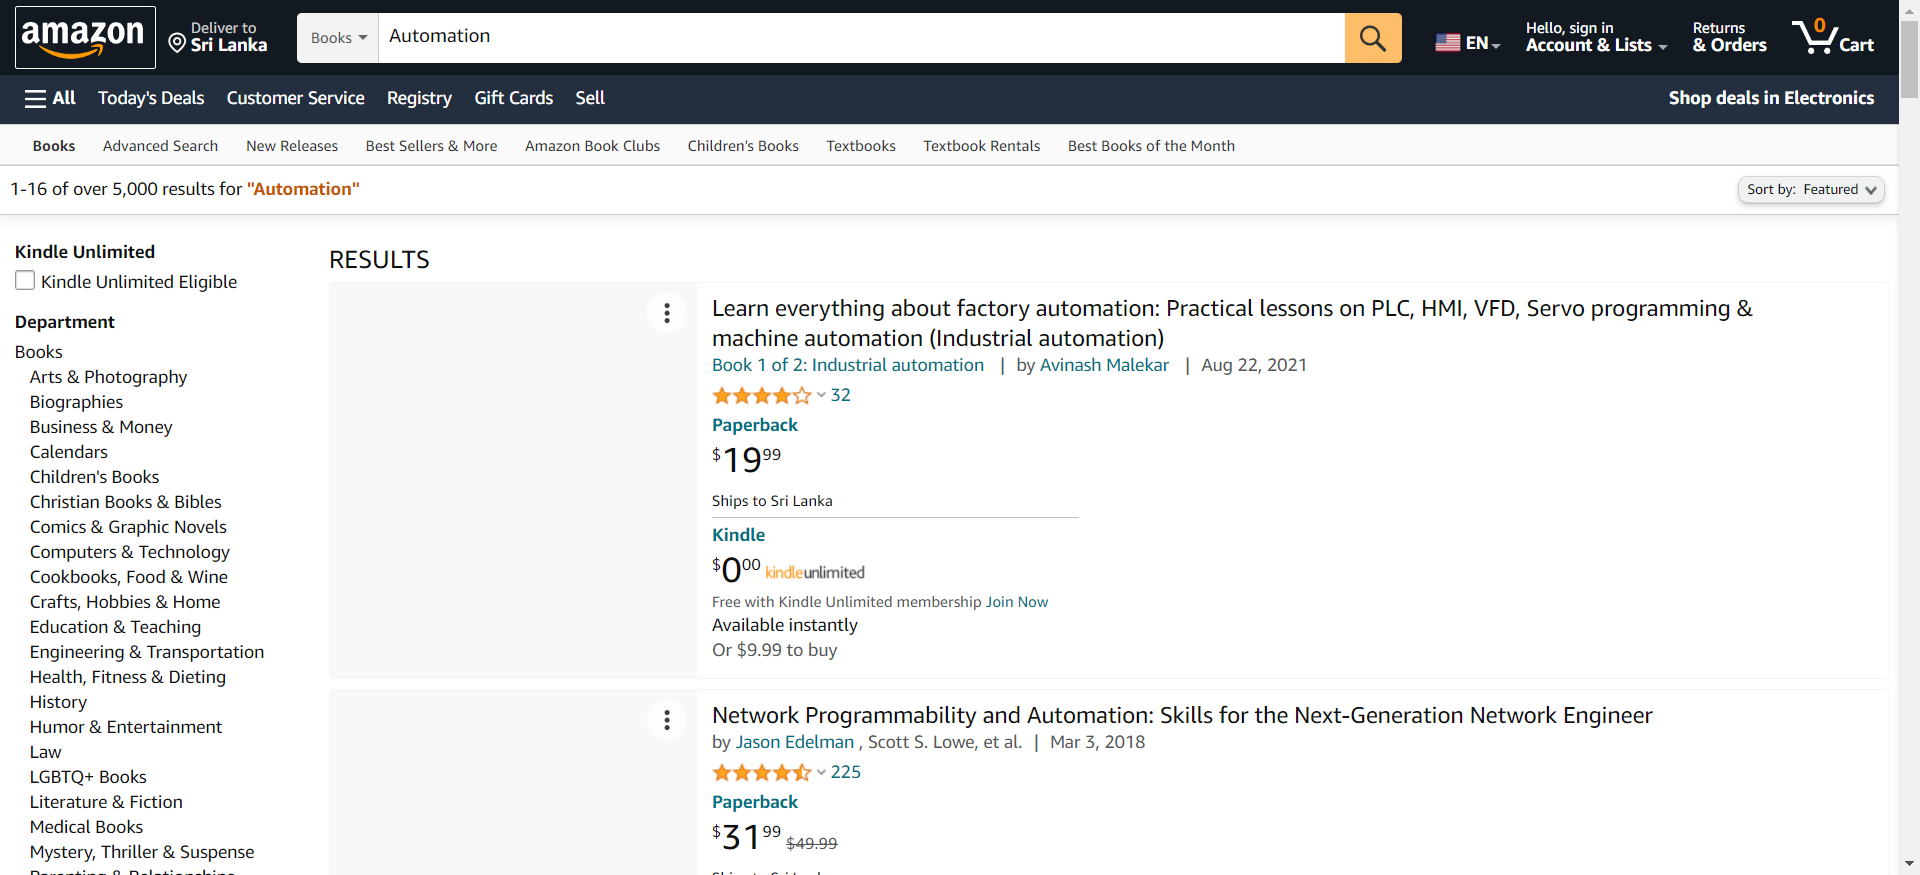 amazon
Deliver to
Sri Lanka
Books
Automation
EN
Hello, sign in
Account & Lists
Returns
& Orders
0
Cart
All
Today's Deals
Customer Service
Registry
Gift Cards
Sell
Shop deals in Electronics
Books
Advanced Search
New Releases
Best Sellers & More
Amazon Book Clubs
Children's Books
Textbooks
Textbook Rentals
Best Books of the Month
1-16 of over 5,000 results for "Automation"
Sort by: Featured
Kindle Unlimited
Kindle Unlimited Eligible
Department
Books
Arts & Photography
Biographies
Business & Money
Calendars
Children's Books
Christian Books & Bibles
Comics & Graphic Novels
Computers & Technology
Cookbooks, Food & Wine
Crafts, Hobbies & Home
Education & Teaching
Engineering & Transportation
Health, Fitness & Dieting
History
Humor & Entertainment
Law
LGBTQ+ Books
Literature & Fiction
Medical Books
Mystery, Thriller & Suspense
RESULTS
Learn everything about factory automation: Practical lessons on PLC, HMI, VFD, Servo programming &
machine automation (Industrial automation)
Book 1 of 2: Industrial automation | by Avinash Malekar | Aug 22, 2021
32
Paperback
$19 99
Ships to Sri Lanka
Kindle
$0 00 kindleunlimited
Free with Kindle Unlimited membership Join Now
Available instantly
Or $9.99 to buy
Network Programmability and Automation: Skills for the Next-Generation Network Engineer
by Jason Edelman , Scott S. Lowe, et al. | Mar 3, 2018
225
Paperback
$31 99 $49.99